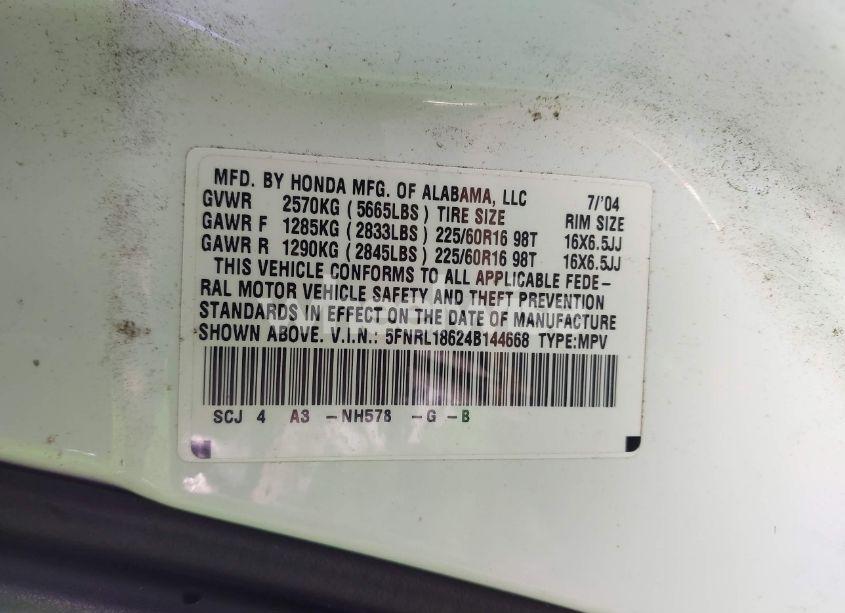 MFD. BY HONDA MFG. OF ALABAMA, LLC 7/'04
GVWR 2570KG ( 5665LBS ) TIRE SIZE RIM SIZE
GAWR F 1285KG ( 2833LBS ) 225/60R16 98T 16X6.5JJ
GAWR R 1290KG ( 2845LBS ) 225/60R16 98T 16X6.5JJ
THIS VEHICLE CONFORMS TO ALL APPLICABLE FEDE-
RAL MOTOR VEHICLE SAFETY AND THEFT PREVENTION
STANDARDS IN EFFECT ON THE DATE OF MANUFACTURE
SHOWN ABOVE. V.I.N.: 5FNRL18624B144668 TYPE:MPV
SCJ 4 A3 -NH578 -G -B